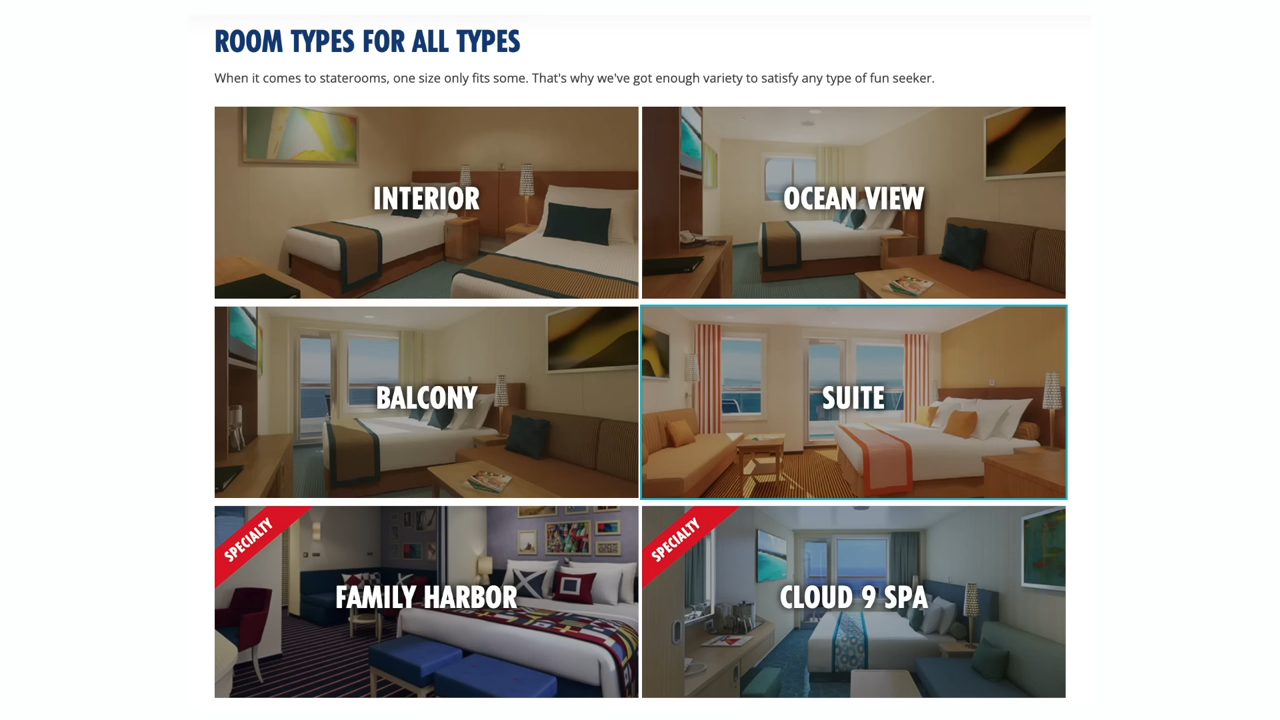 ROOM TYPES FOR ALL TYPES
When it comes to staterooms, one size only fits some. That's why we've got enough variety to satisfy any type of fun seeker.
INTERIOR
OCEAN VIEW
BALCONY
SUITE
SPECIALTY
FAMILY HARBOR
SPECIALTY
CLOUD 9 SPA